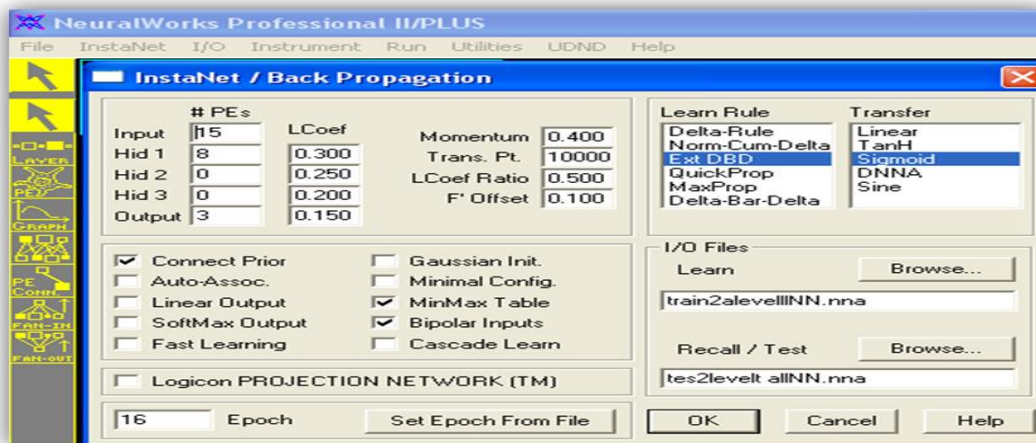 NeuralWorks Professional II/PLUS
File InstaNet I/O Instrument Run Utilities UDND Help
InstaNet / Back Propagation
# PEs
LCoef
Input 15
Hid 1 8 0.300
Hid 2 0 0.250
Hid 3 0 0.200
Output 3 0.150
Momentum 0.400
Trans. Pt. 10000
LCoef Ratio 0.500
F' Offset 0.100
Learn Rule
Delta-Rule
Norm-Cum-Delta
Ext DBD
QuickProp
MaxProp
Delta-Bar-Delta
Transfer
Linear
TanH
Sigmoid
DNNA
Sine
Connect Prior
Auto-Assoc.
Linear Output
SoftMax Output
Fast Learning
Gaussian Init.
Minimal Config.
MinMax Table
Bipolar Inputs
Cascade Learn
Logicon PROJECTION NETWORK (TM)
16 Epoch Set Epoch From File
I/O Files
Learn Browse...
train2alevelllNN.nna
Recall / Test Browse...
tes2levelt allNN.nna
OK Cancel Help
LAYER
GRAPH
PE
CONN.
FAN-IN
FAN-OUT